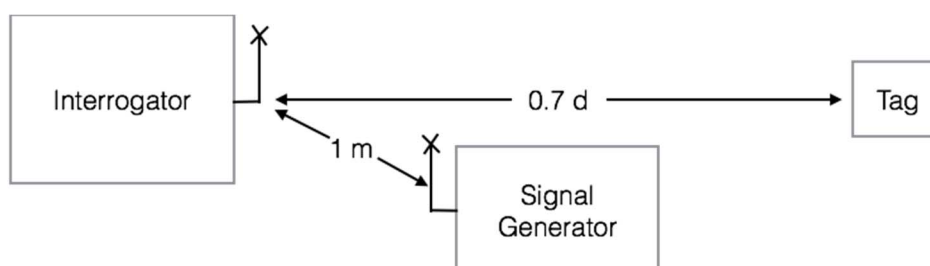 Interrogator
0.7 d
Tag
1 m
Signal
Generator